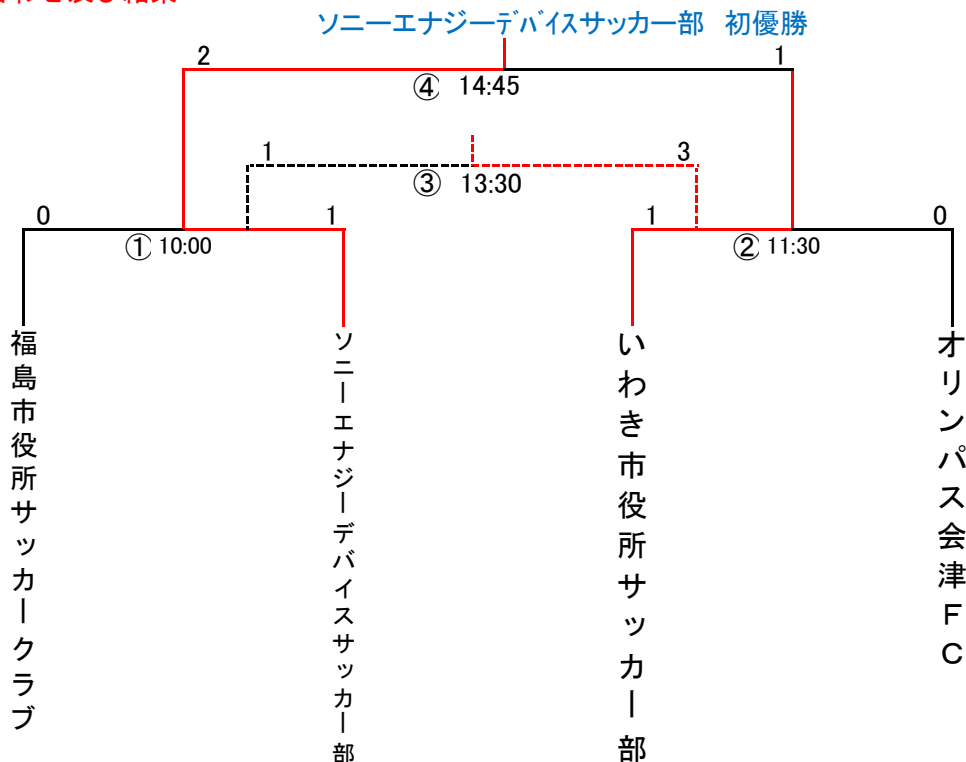 ソニーエナジーデバイスサッカー部 初優勝
2 1
④ 14:45
1 3
③ 13:30
0 1 1 0
① 10:00 ② 11:30
福島市役所サッカークラブ
ソニーエナジーデバイスサッカー部
いわき市役所サッカー部
オリンパス会津FC